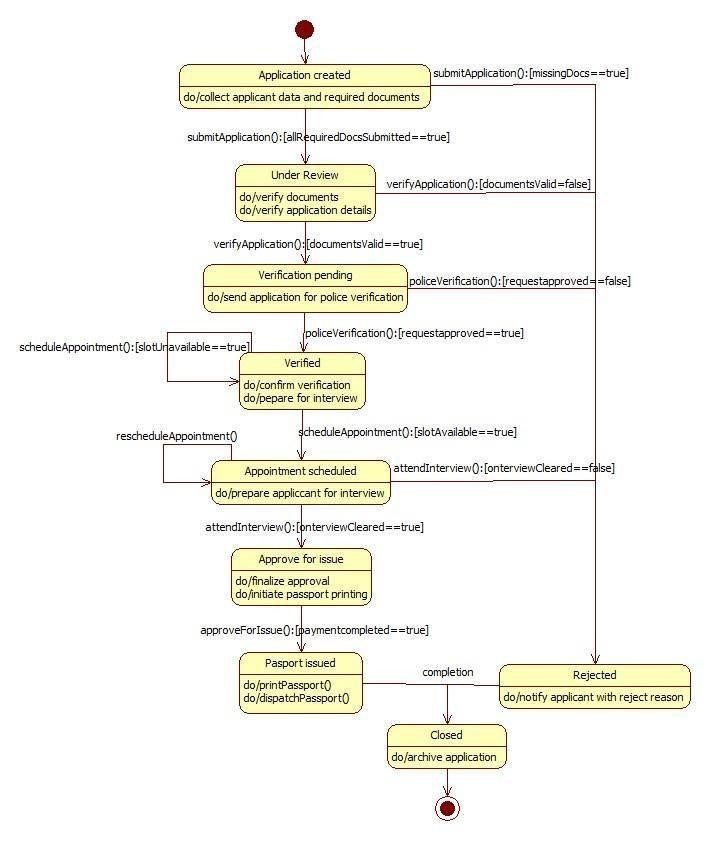 Application created
do/collect applicant data and required documents
submitApplication():[missingDocs==true]
submitApplication():[allRequiredDocsSubmitted==true]
Under Review
do/verify documents
do/verify application details
verifyApplication():[documentsValid=false]
verifyApplication():[documentsValid==true]
Verification pending
do/send application for police verification
policeVerification():[requestapproved==false]
policeVerification():[requestapproved==true]
scheduleAppointment():[slotUnavailable==true]
Verified
do/confirm verification
do/pepare for interview
scheduleAppointment():[slotAvailable==true]
rescheduleAppointment()
Appointment scheduled
do/prepare appliccant for interview
attendInterview():[onterviewCleared==false]
attendInterview():[onterviewCleared==true]
Approve for issue
do/finalize approval
do/initiate passport printing
approveForIssue():[paymentcompleted==true]
Pasport issued
do/printPassport()
do/dispatchPassport()
completion
Rejected
do/notify applicant with reject reason
Closed
do/archive application